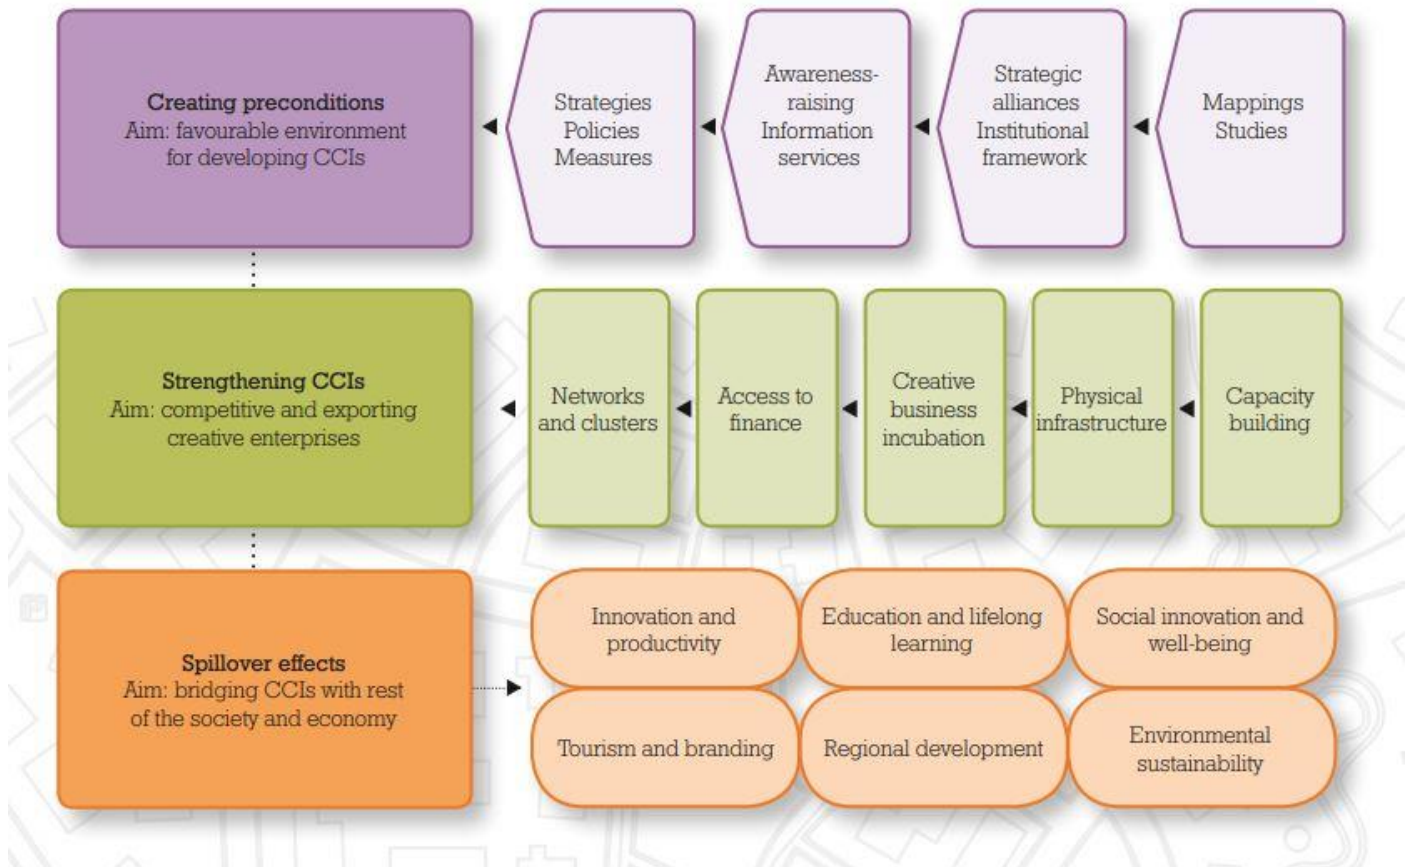 Creating preconditions
Aim: favourable environment
for developing CCIs
Strategies
Policies
Measures
Awareness-
raising
Information
services
Strategic
alliances
Institutional
framework
Mappings
Studies
Strengthening CCIs
Aim: competitive and exporting
creative enterprises
Networks
and clusters
Access to
finance
Creative
business
incubation
Physical
infrastructure
Capacity
building
Spillover effects
Aim: bridging CCIs with rest
of the society and economy
Innovation and
productivity
Education and lifelong
learning
Social innovation and
well-being
Tourism and branding
Regional development
Environmental
sustainability